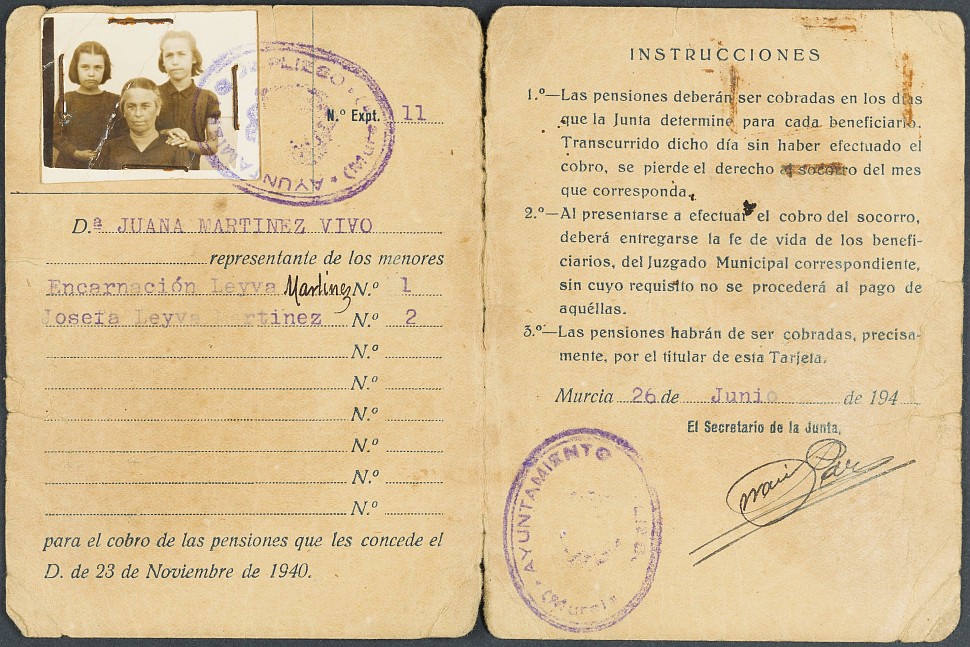 N.º Expt. 11
AYUNTAMIE PLIEGO (MURCIA)
D.ª JUANA MARTINEZ VIVO
representante de los menores
Encarnación Leyva Martinez N.º 1
Josefa Leyva Martinez N.º 2
N.º
N.º
N.º
N.º
N.º
N.º
para el cobro de las pensiones que les concede el
D. de 23 de Noviembre de 1940.
INSTRUCCIONES
1.º—Las pensiones deberán ser cobradas en los días
que la Junta determine para cada beneficiario.
Transcurrido dicho día sin haber efectuado el
cobro, se pierde el derecho al socorro del mes
que corresponda.
2.º—Al presentarse a efectuar el cobro del socorro,
deberá entregarse la fe de vida de los benefi-
ciarios, del Juzgado Municipal correspondiente,
sin cuyo requisito no se procederá al pago de
aquéllas.
3.º—Las pensiones habrán de ser cobradas, precisa-
mente, por el titular de esta Tarjeta.
Murcia 26 de Junio de 194
El Secretario de la Junta,
AYUNTAMIENTO
(Murcia)